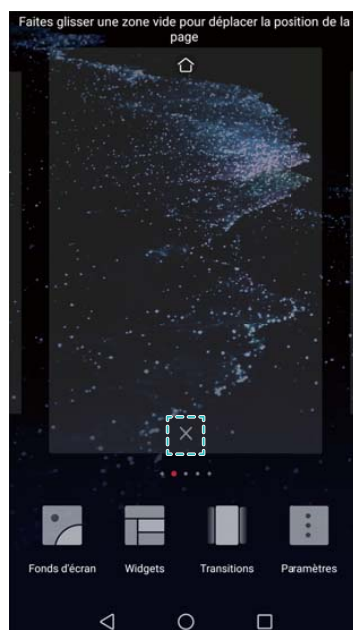 Faites glisser une zone vide pour déplacer la position de la
page
Fonds d'écran
Widgets
Transitions
Paramètres